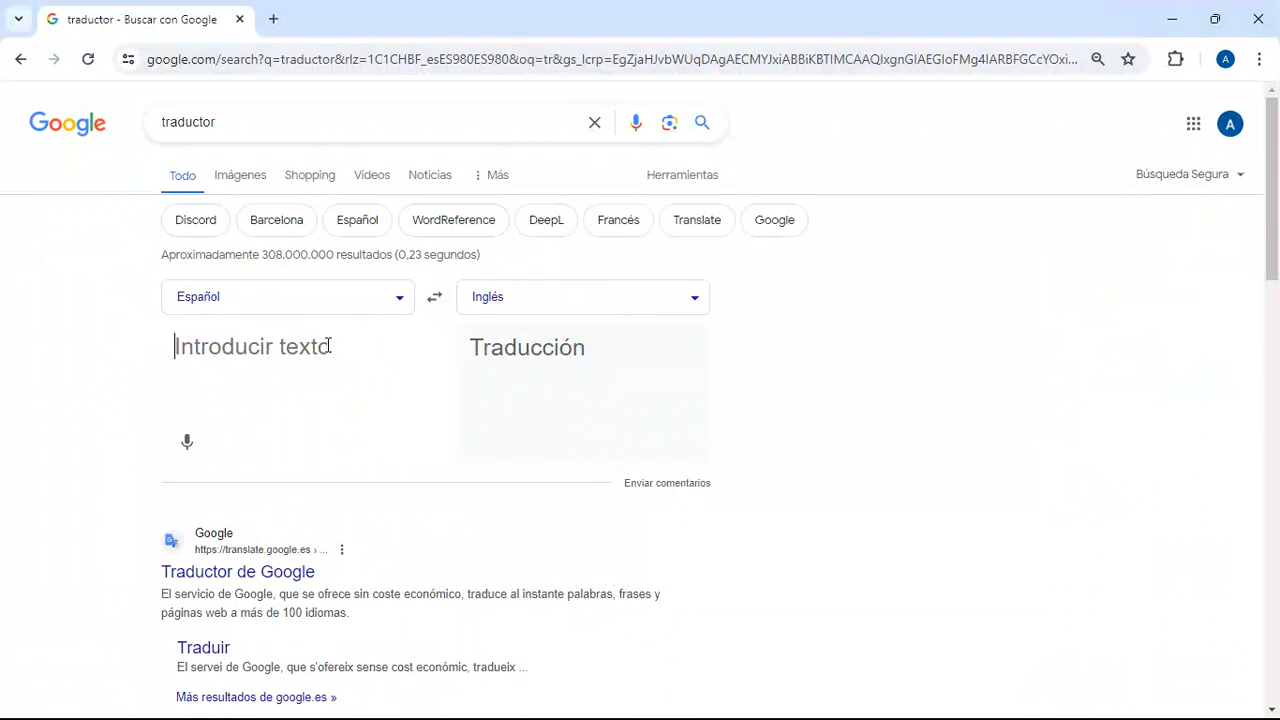 traductor - Buscar con Google
google.com/search?q=traductor&rlz=1C1CHBF_esES980ES980&oq=tr&gs_lcrp=EgZjaHJvbWUqDAgAECMYJxiABBiKBTIMCAAQIxgnGIAEGIoFMg4IARBFGCcYOxi...
A
Google
traductor
A
Todo
Imágenes
Shopping
Vídeos
Noticias
Más
Herramientas
Búsqueda Segura
Discord
Barcelona
Español
WordReference
DeepL
Francés
Translate
Google
Aproximadamente 308.000.000 resultados (0,23 segundos)
Español
Inglés
Introducir texto
Traducción
Enviar comentarios
Google
https://translate.google.es › ...
Traductor de Google
El servicio de Google, que se ofrece sin coste económico, traduce al instante palabras, frases y
páginas web a más de 100 idiomas.
Traduir
El servei de Google, que s'ofereix sense cost econòmic, tradueix ...
Más resultados de google.es »